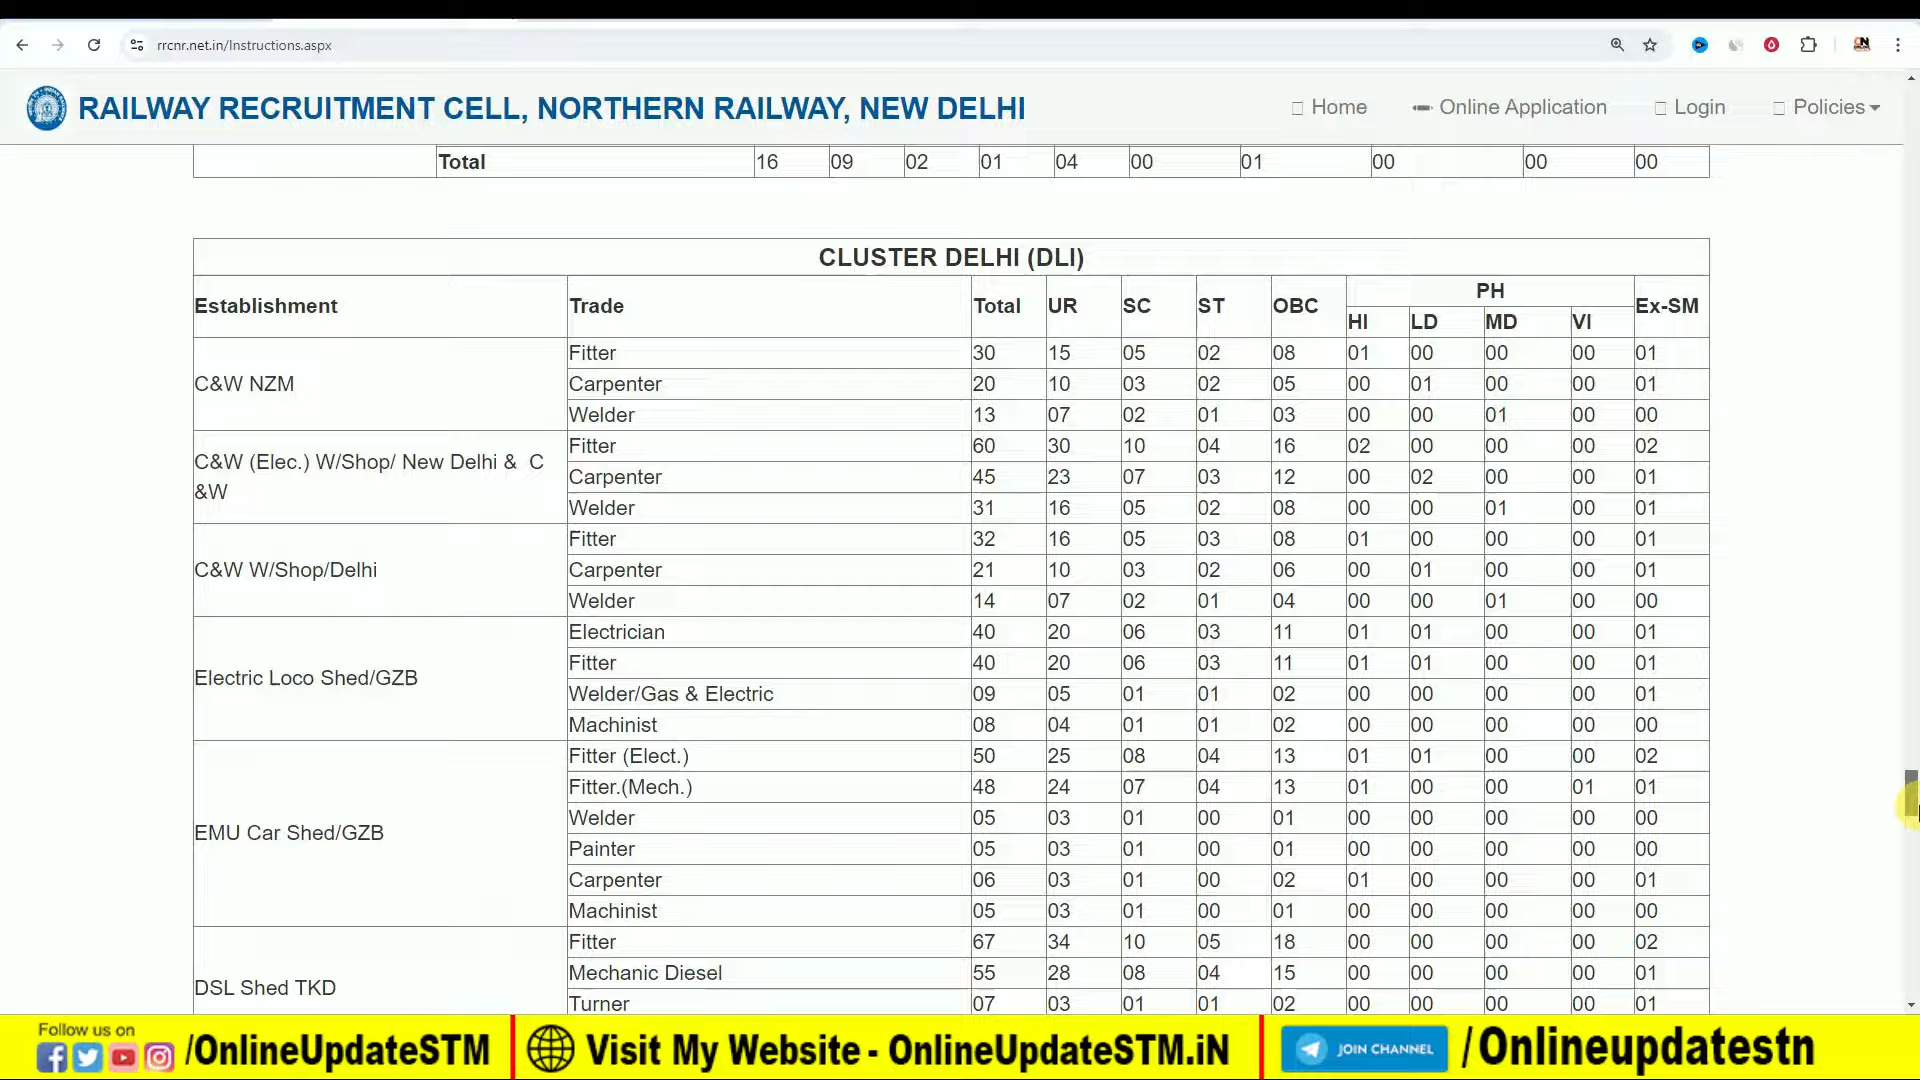 rrcnr.net.in/Instructions.aspx
RAILWAY RECRUITMENT CELL, NORTHERN RAILWAY, NEW DELHI
Home Online Application Login Policies
Total 16 09 02 01 04 00 01 00 00 00
CLUSTER DELHI (DLI)
Establishment Trade Total UR SC ST OBC PH Ex-SM
HI LD MD VI
C&W NZM
Fitter 30 15 05 02 08 01 00 00 00 01
Carpenter 20 10 03 02 05 00 01 00 00 01
Welder 13 07 02 01 03 00 00 01 00 00
C&W (Elec.) W/Shop/ New Delhi & C
&W
Fitter 60 30 10 04 16 02 00 00 00 02
Carpenter 45 23 07 03 12 00 02 00 00 01
Welder 31 16 05 02 08 00 00 01 00 01
C&W W/Shop/Delhi
Fitter 32 16 05 03 08 01 00 00 00 01
Carpenter 21 10 03 02 06 00 01 00 00 01
Welder 14 07 02 01 04 00 00 01 00 00
Electric Loco Shed/GZB
Electrician 40 20 06 03 11 01 01 00 00 01
Fitter 40 20 06 03 11 01 01 00 00 01
Welder/Gas & Electric 09 05 01 01 02 00 00 00 00 01
Machinist 08 04 01 01 02 00 00 00 00 00
EMU Car Shed/GZB
Fitter (Elect.) 50 25 08 04 13 01 01 00 00 02
Fitter.(Mech.) 48 24 07 04 13 01 00 00 01 01
Welder 05 03 01 00 01 00 00 00 00 00
Painter 05 03 01 00 01 00 00 00 00 00
Carpenter 06 03 01 00 02 01 00 00 00 01
Machinist 05 03 01 00 01 00 00 00 00 00
DSL Shed TKD
Fitter 67 34 10 05 18 00 00 00 00 02
Mechanic Diesel 55 28 08 04 15 00 00 00 00 01
Turner 07 03 01 01 02 00 00 00 00 01
Follow us on
/OnlineUpdateSTM
Visit My Website - OnlineUpdateSTM.iN
JOIN CHANNEL
/Onlineupdatestn